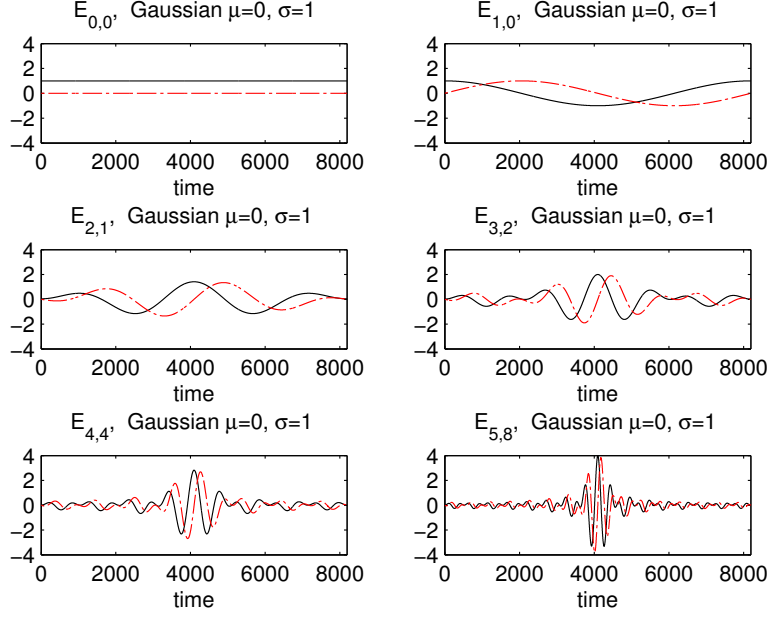 E0,0, Gaussian μ=0, σ=1
4
2
0
−2
−4
0 2000 4000 6000 8000
time
E1,0, Gaussian μ=0, σ=1
4
2
0
−2
−4
0 2000 4000 6000 8000
time
E2,1, Gaussian μ=0, σ=1
4
2
0
−2
−4
0 2000 4000 6000 8000
time
E3,2, Gaussian μ=0, σ=1
4
2
0
−2
−4
0 2000 4000 6000 8000
time
E4,4, Gaussian μ=0, σ=1
4
2
0
−2
−4
0 2000 4000 6000 8000
time
E5,8, Gaussian μ=0, σ=1
4
2
0
−2
−4
0 2000 4000 6000 8000
time